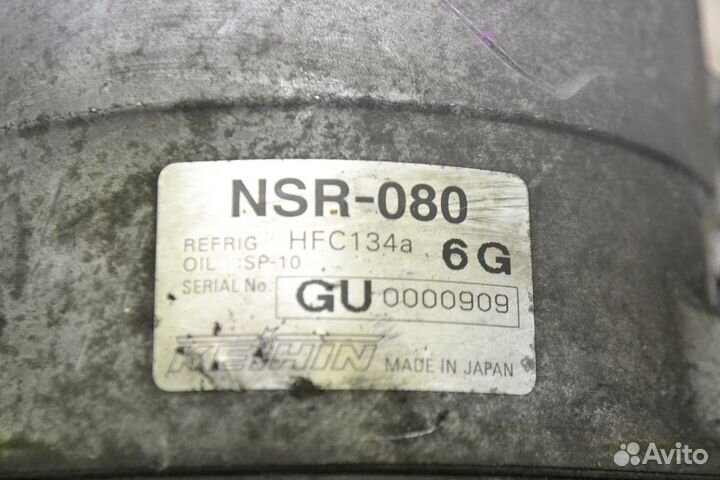 NSR-080
REFRIG HFC134a 6G
OIL SP-10
SERIAL No. GU 0000909
KEIHIN MADE IN JAPAN
Avito